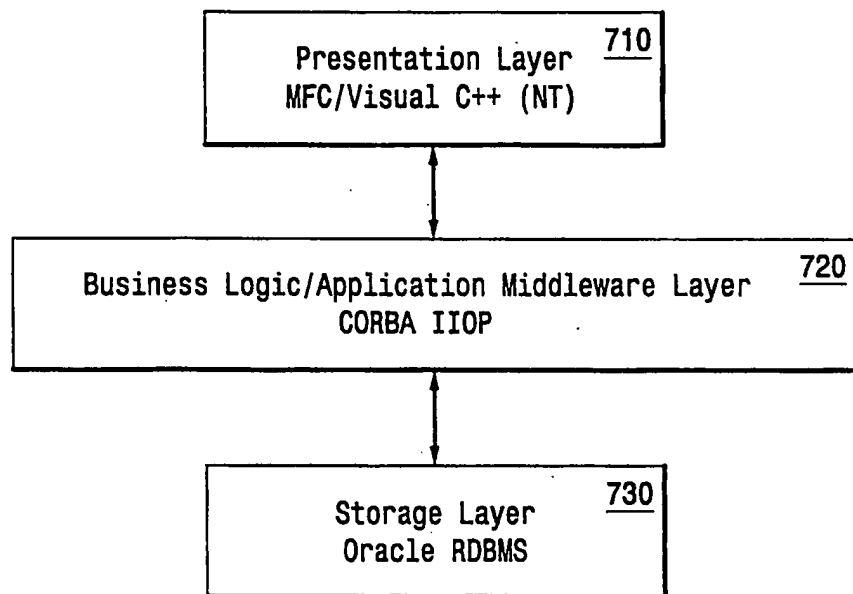 710
Presentation Layer
MFC/Visual C++ (NT)
720
Business Logic/Application Middleware Layer
CORBA IIOP
730
Storage Layer
Oracle RDBMS